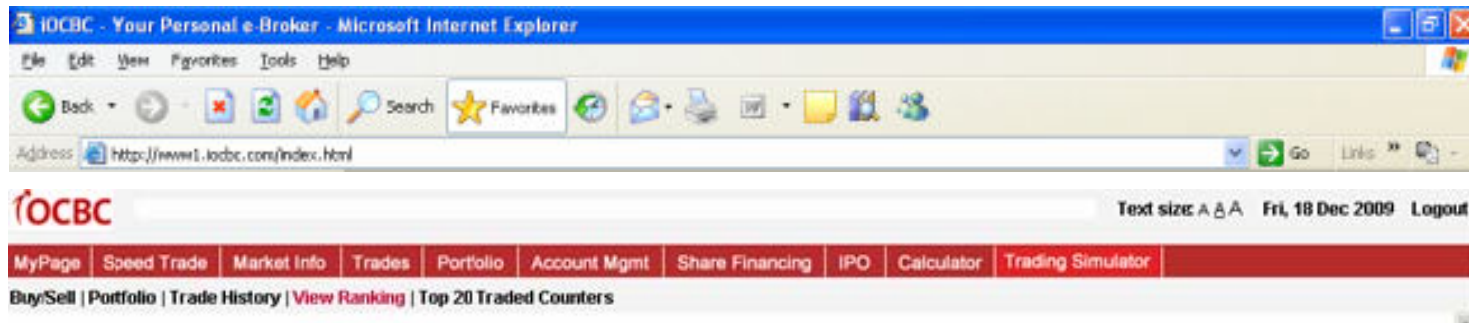 iOCBC - Your Personal e-Broker - Microsoft Internet Explorer
File Edit View Favorites Tools Help
Back Search Favorites
Address http://www1.iocbc.com/index.html Go Links »
iOCBC Text size: A A A Fri, 18 Dec 2009 Logout
MyPage Speed Trade Market Info Trades Portfolio Account Mgmt Share Financing IPO Calculator Trading Simulator
Buy/Sell | Portfolio | Trade History | View Ranking | Top 20 Traded Counters